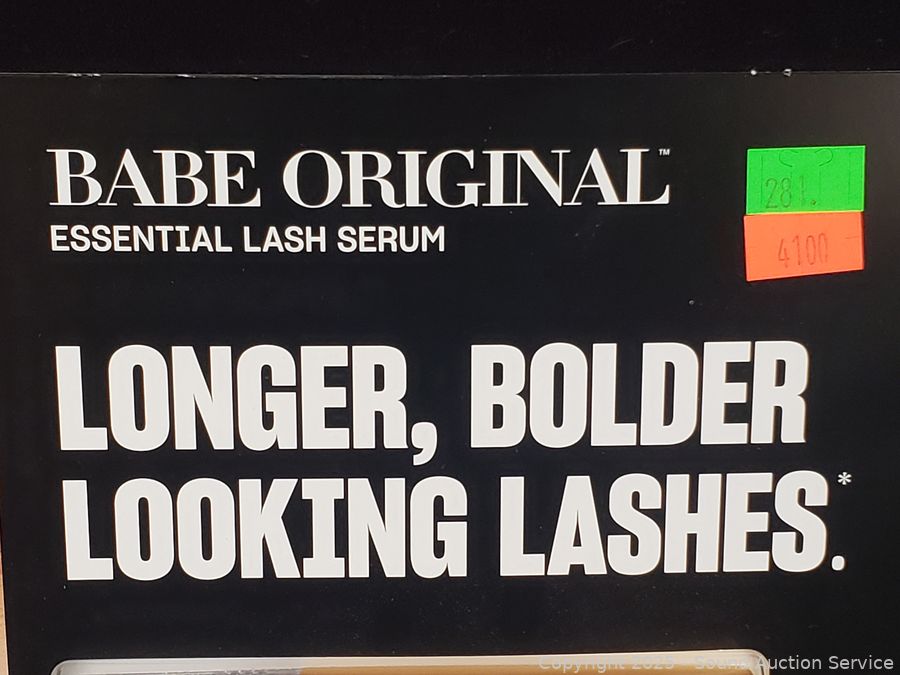 BABE ORIGINAL™
ESSENTIAL LASH SERUM
281.
4100
LONGER, BOLDER
LOOKING LASHES.*
Copyright 2023 - Sound Auction Service